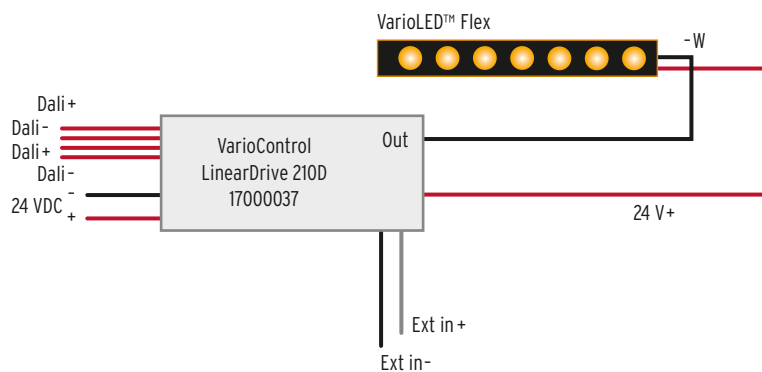 VarioLED™ Flex
-W
Dali+
Dali-
Dali+
Dali-
-
24 VDC
+
VarioControl
LinearDrive 210D
17000037
Out
24 V+
Ext in+
Ext in-